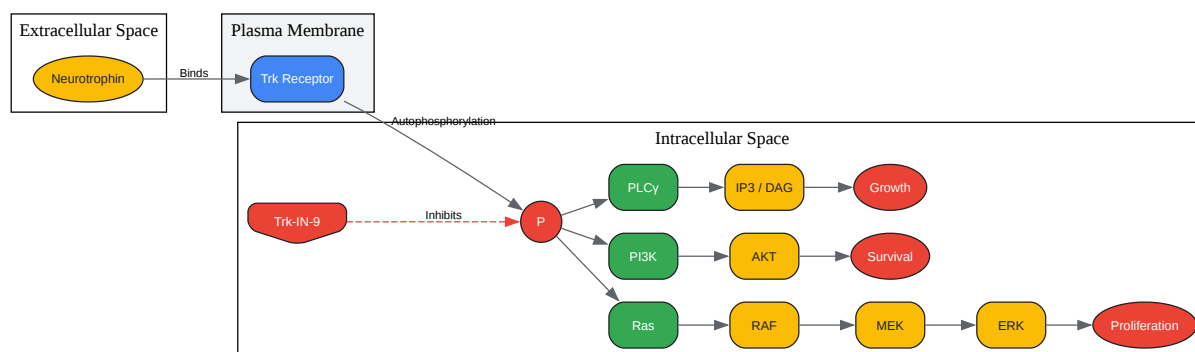 Extracellular Space
Plasma Membrane
Neurotrophin
Binds
Trk Receptor
Autophosphorylation
Intracellular Space
Trk-IN-9
Inhibits
P
PLCγ
IP3 / DAG
Growth
PI3K
AKT
Survival
Ras
RAF
MEK
ERK
Proliferation